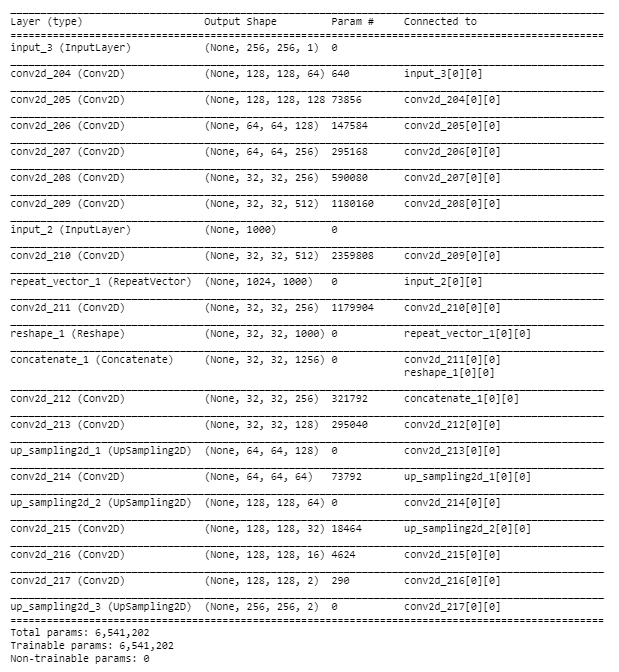 Layer (type) Output Shape Param # Connected to
input_3 (InputLayer) (None, 256, 256, 1) 0
conv2d_204 (Conv2D) (None, 128, 128, 64) 640 input_3[0][0]
conv2d_205 (Conv2D) (None, 128, 128, 128 73856 conv2d_204[0][0]
conv2d_206 (Conv2D) (None, 64, 64, 128) 147584 conv2d_205[0][0]
conv2d_207 (Conv2D) (None, 64, 64, 256) 295168 conv2d_206[0][0]
conv2d_208 (Conv2D) (None, 32, 32, 256) 590080 conv2d_207[0][0]
conv2d_209 (Conv2D) (None, 32, 32, 512) 1180160 conv2d_208[0][0]
input_2 (InputLayer) (None, 1000) 0
conv2d_210 (Conv2D) (None, 32, 32, 512) 2359808 conv2d_209[0][0]
repeat_vector_1 (RepeatVector) (None, 1024, 1000) 0 input_2[0][0]
conv2d_211 (Conv2D) (None, 32, 32, 256) 1179904 conv2d_210[0][0]
reshape_1 (Reshape) (None, 32, 32, 1000) 0 repeat_vector_1[0][0]
concatenate_1 (Concatenate) (None, 32, 32, 1256) 0 conv2d_211[0][0]
reshape_1[0][0]
conv2d_212 (Conv2D) (None, 32, 32, 256) 321792 concatenate_1[0][0]
conv2d_213 (Conv2D) (None, 32, 32, 128) 295040 conv2d_212[0][0]
up_sampling2d_1 (UpSampling2D) (None, 64, 64, 128) 0 conv2d_213[0][0]
conv2d_214 (Conv2D) (None, 64, 64, 64) 73792 up_sampling2d_1[0][0]
up_sampling2d_2 (UpSampling2D) (None, 128, 128, 64) 0 conv2d_214[0][0]
conv2d_215 (Conv2D) (None, 128, 128, 32) 18464 up_sampling2d_2[0][0]
conv2d_216 (Conv2D) (None, 128, 128, 16) 4624 conv2d_215[0][0]
conv2d_217 (Conv2D) (None, 128, 128, 2) 290 conv2d_216[0][0]
up_sampling2d_3 (UpSampling2D) (None, 256, 256, 2) 0 conv2d_217[0][0]
Total params: 6,541,202
Trainable params: 6,541,202
Non-trainable params: 0